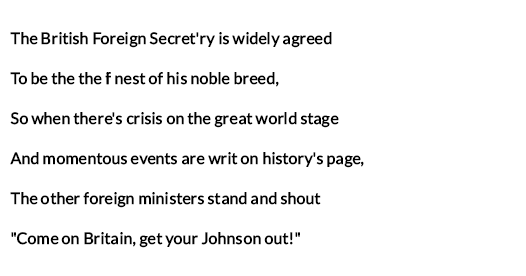 The British Foreign Secret'ry is widely agreed
To be the the f nest of his noble breed,
So when there's crisis on the great world stage
And momentous events are writ on history's page,
The other foreign ministers stand and shout
"Come on Britain, get your Johnson out!"